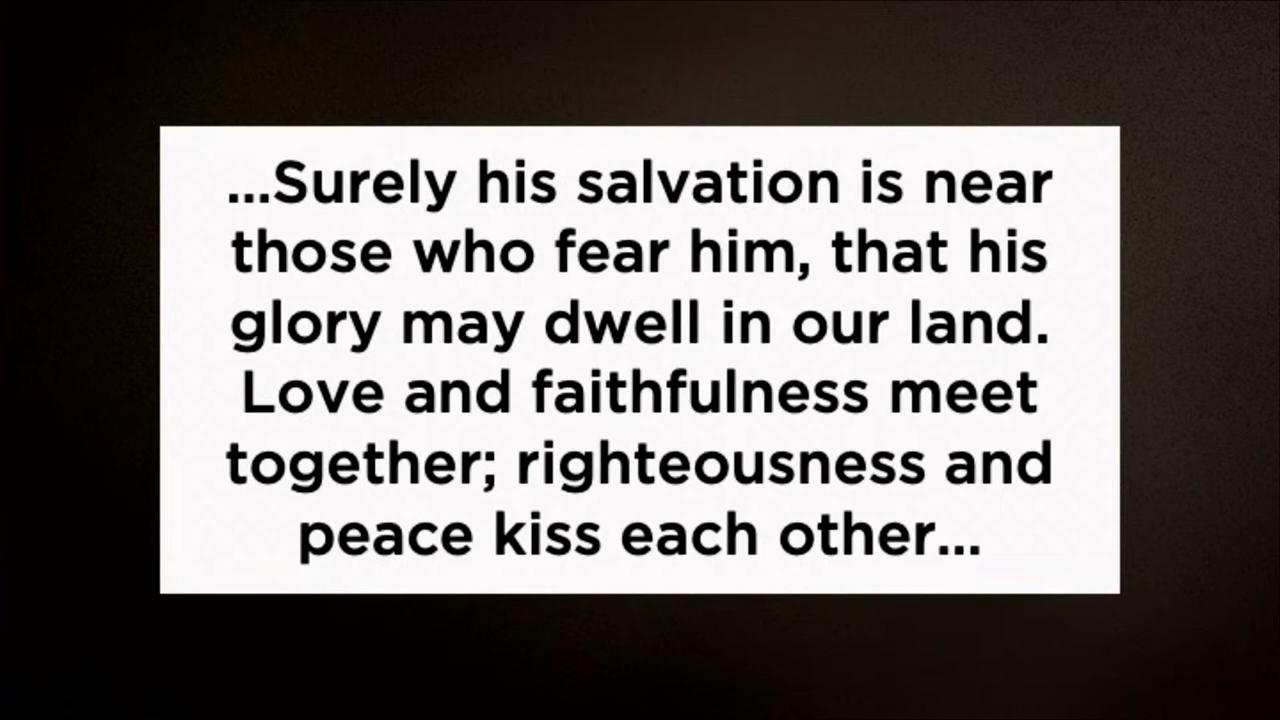 ...Surely his salvation is near
those who fear him, that his
glory may dwell in our land.
Love and faithfulness meet
together; righteousness and
peace kiss each other...